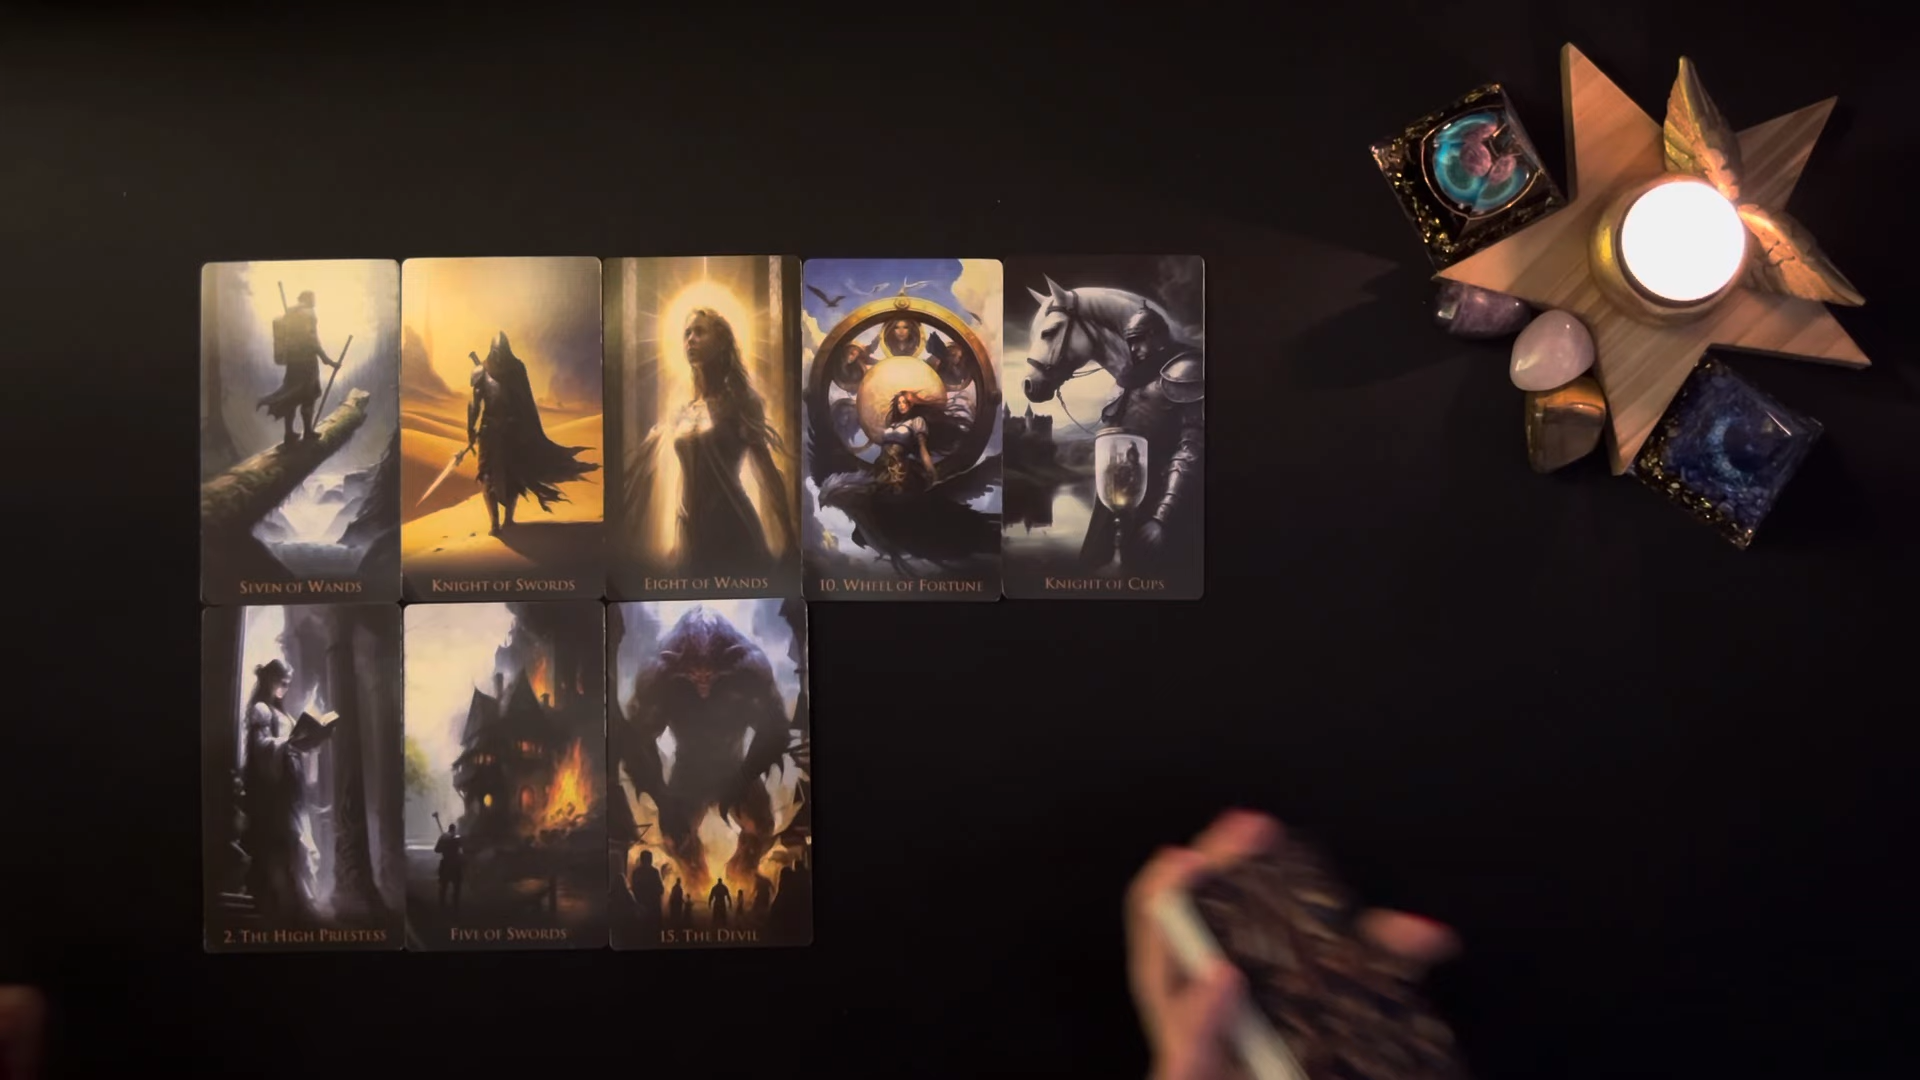 SEVEN OF WANDS
KNIGHT OF SWORDS
EIGHT OF WANDS
10. WHEEL OF FORTUNE
KNIGHT OF CUPS
2. THE HIGH PRIESTESS
FIVE OF SWORDS
15. THE DEVIL